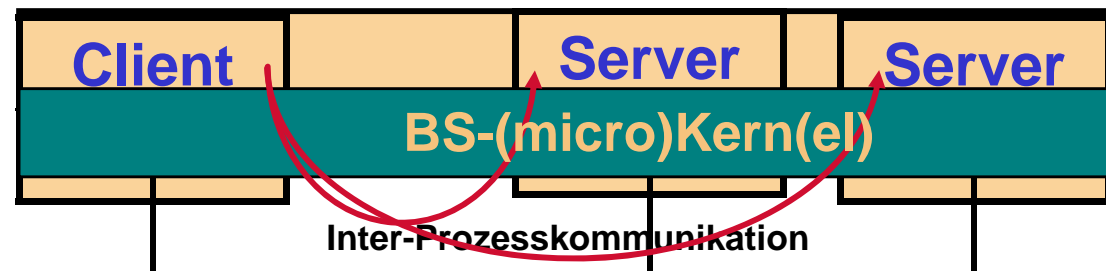 Client Server Server
BS-(micro)Kern(el)
Inter-Prozesskommunikation